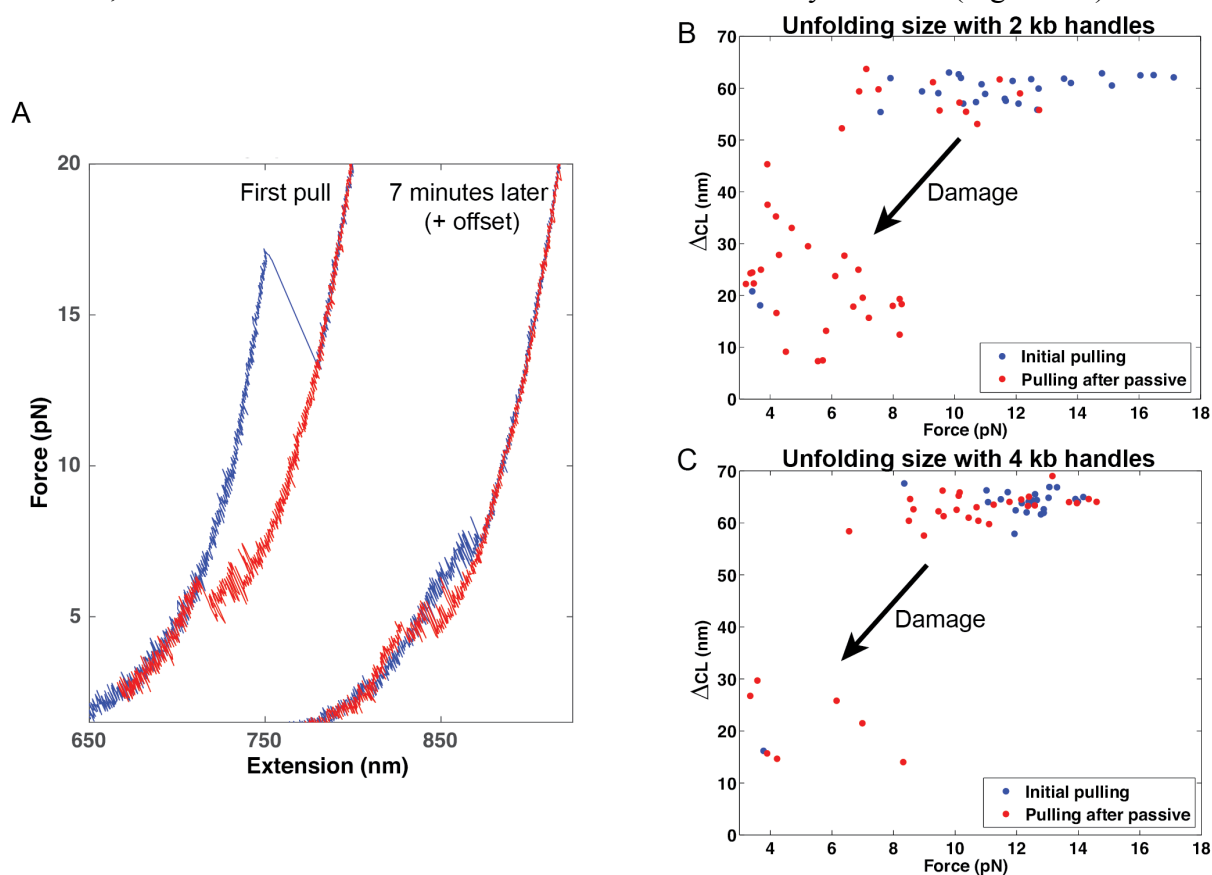 A
20
15
10
5
650
750
850
Force (pN)
Extension (nm)
First pull
7 minutes later
(+ offset)
B
Unfolding size with 2 kb handles
70
60
50
40
30
20
10
0
ΔCL (nm)
Damage
Initial pulling
Pulling after passive
4
6
8
10
12
14
16
18
Force (pN)
C
Unfolding size with 4 kb handles
70
60
50
40
30
20
10
0
ΔCL (nm)
Damage
Initial pulling
Pulling after passive
4
6
8
10
12
14
16
18
Force (pN)